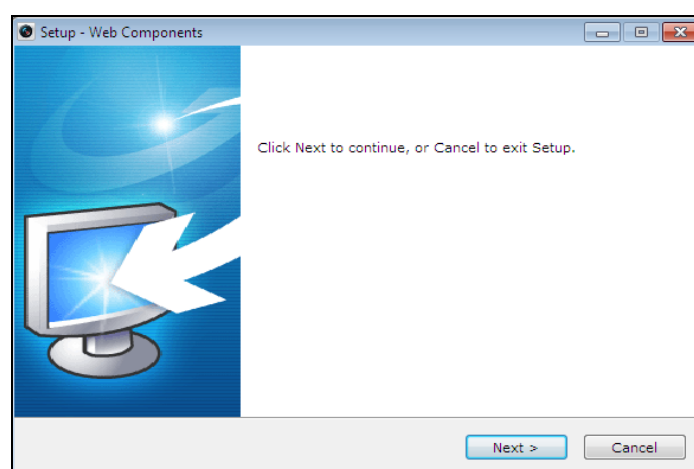 Setup - Web Components
Click Next to continue, or Cancel to exit Setup.
Next >
Cancel